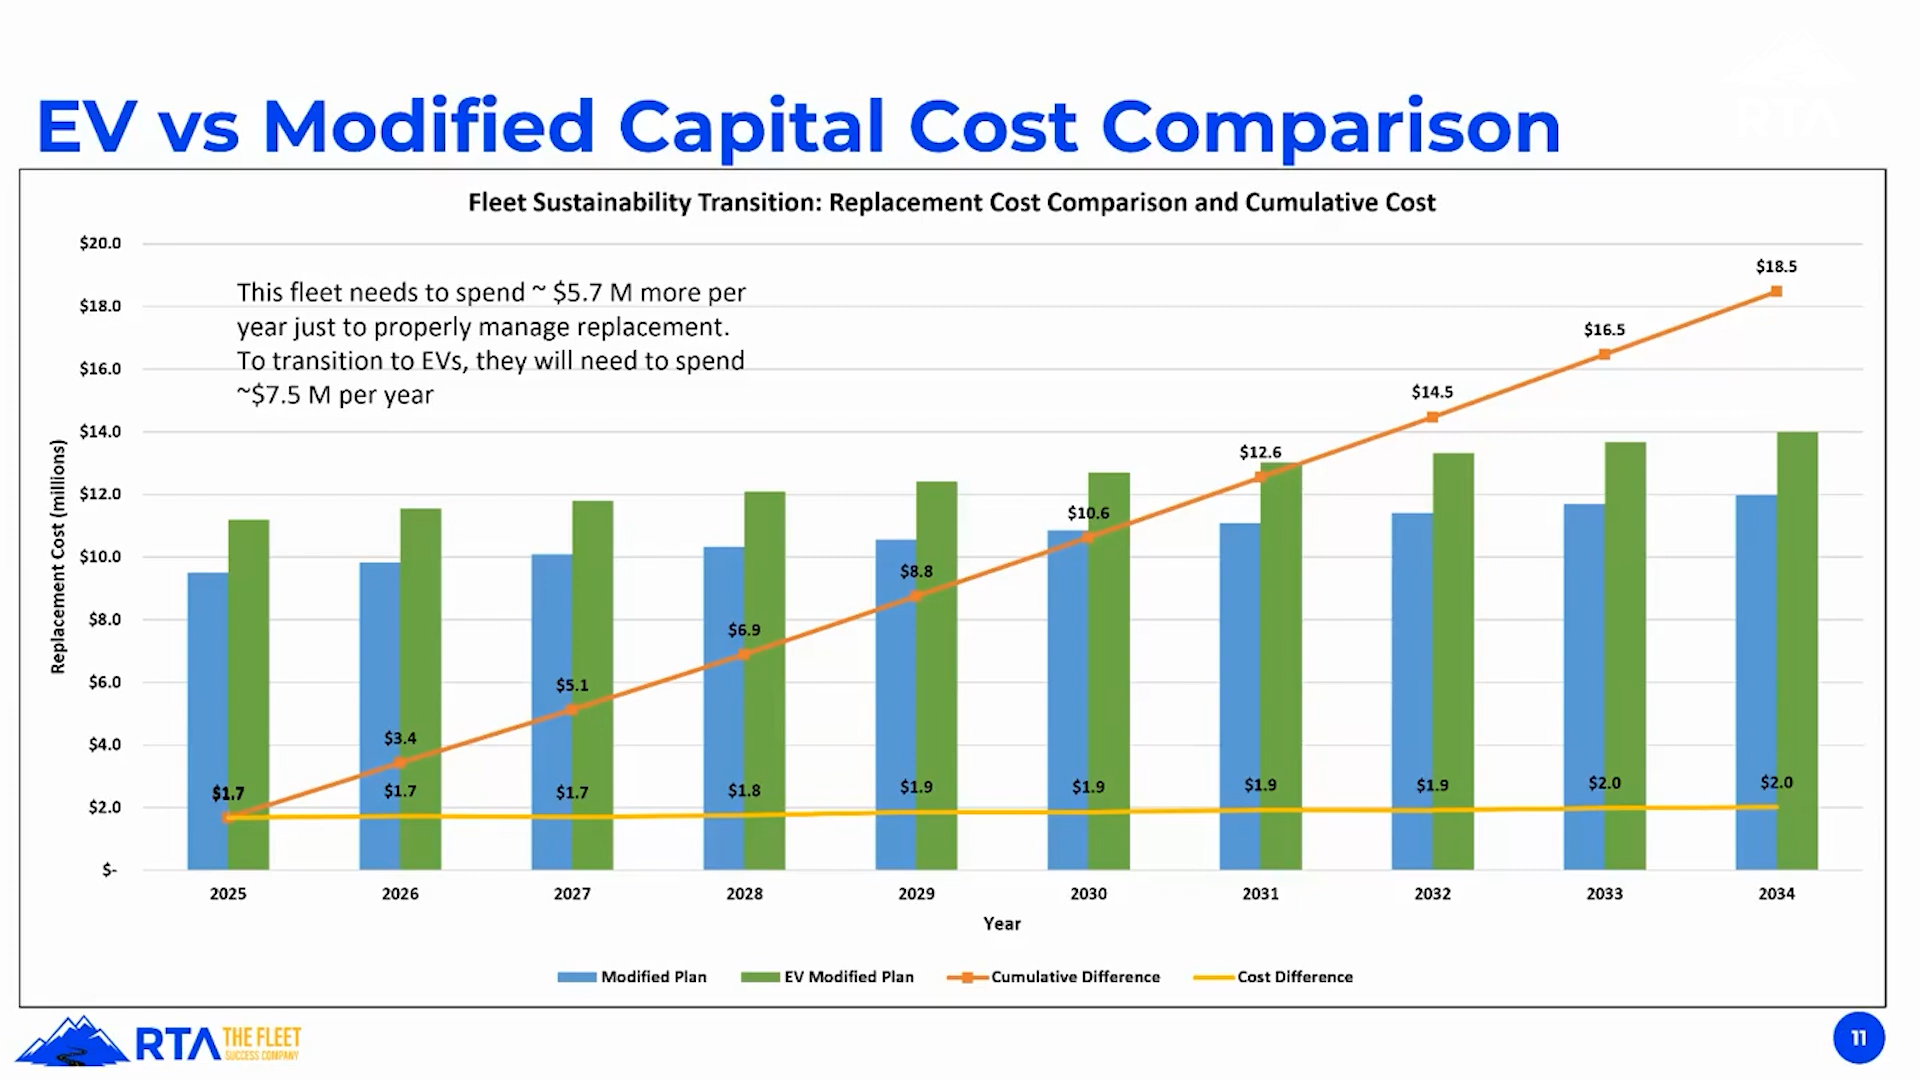 RTA
EV vs Modified Capital Cost Comparison
Fleet Sustainability Transition: Replacement Cost Comparison and Cumulative Cost
This fleet needs to spend ~ $5.7 M more per
year just to properly manage replacement.
To transition to EVs, they will need to spend
~$7.5 M per year
Replacement Cost (millions)
$20.0
$18.0
$16.0
$14.0
$12.0
$10.0
$8.0
$6.0
$4.0
$2.0
$-
$1.7
$3.4
$5.1
$6.9
$8.8
$10.6
$12.6
$14.5
$16.5
$18.5
$1.7
$1.7
$1.7
$1.8
$1.9
$1.9
$1.9
$1.9
$2.0
$2.0
2025 2026 2027 2028 2029 2030 2031 2032 2033 2034
Year
Modified Plan EV Modified Plan Cumulative Difference Cost Difference
RTA THE FLEET
SUCCESS COMPANY
11